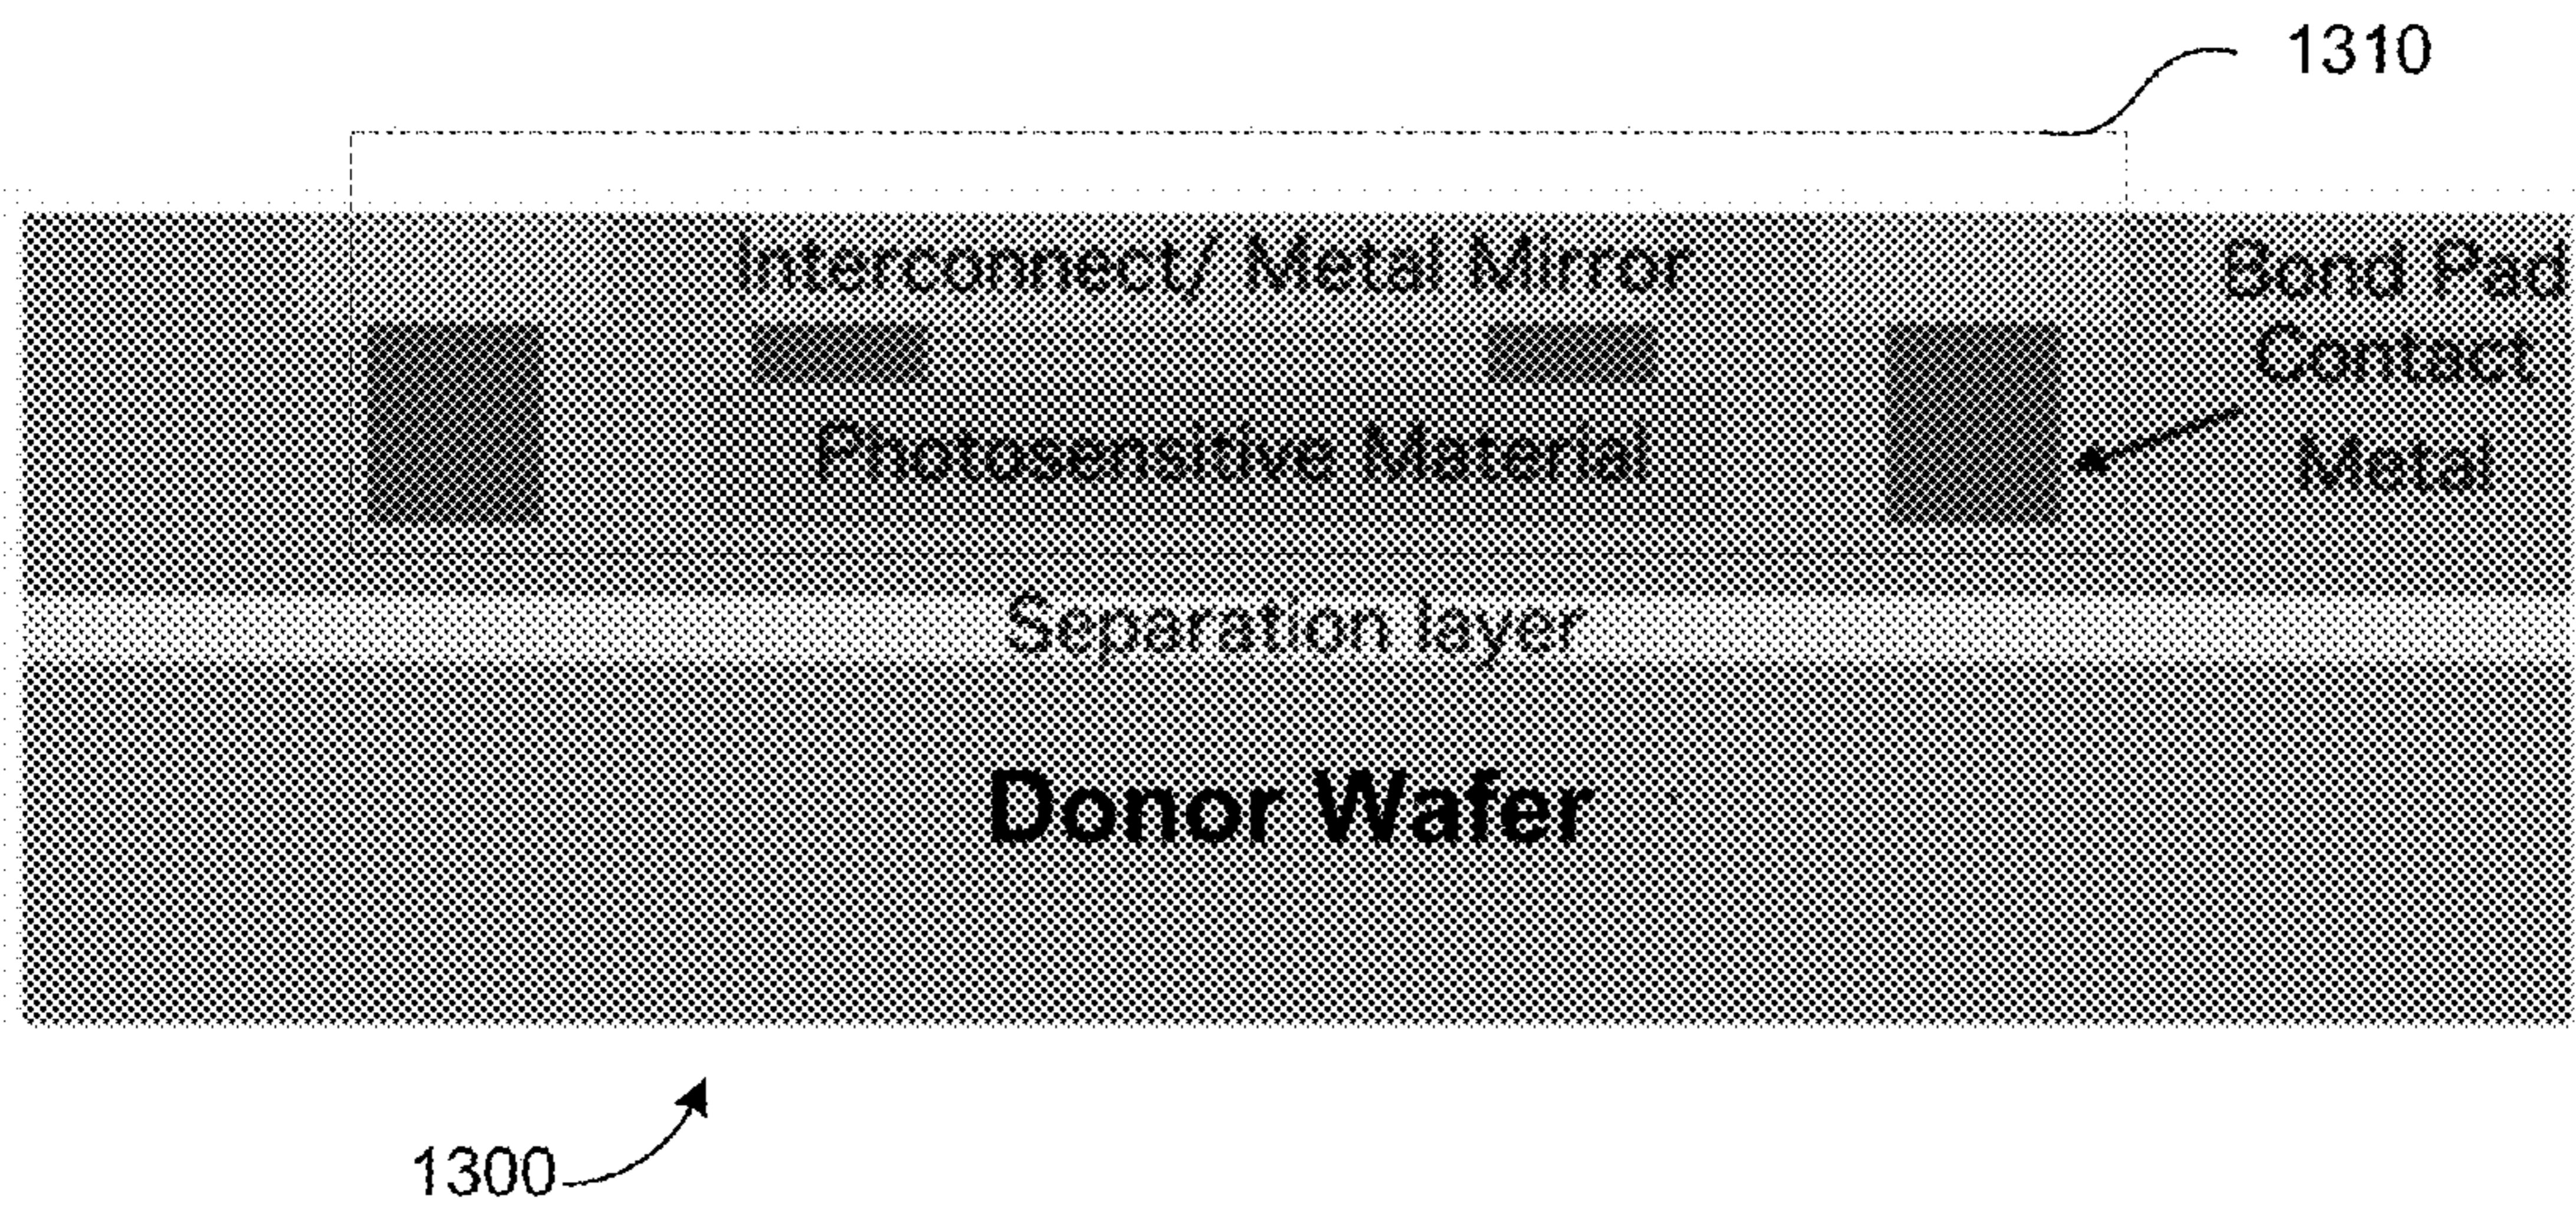 1310
Interconnect/ Metal Mirror
Bond Pad
Contact
Metal
Photosensitive Material
Separation layer
Donor Wafer
1300